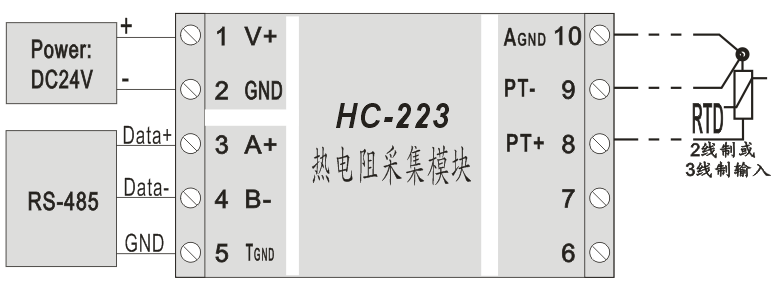 Power:
DC24V
+
-
RS-485
Data+
Data-
GND
1 V+
2 GND
3 A+
4 B-
5 TGND
HC-223
热电阻采集模块
AGND 10
PT- 9
PT+ 8
7
6
RTD
2线制或
3线制输入